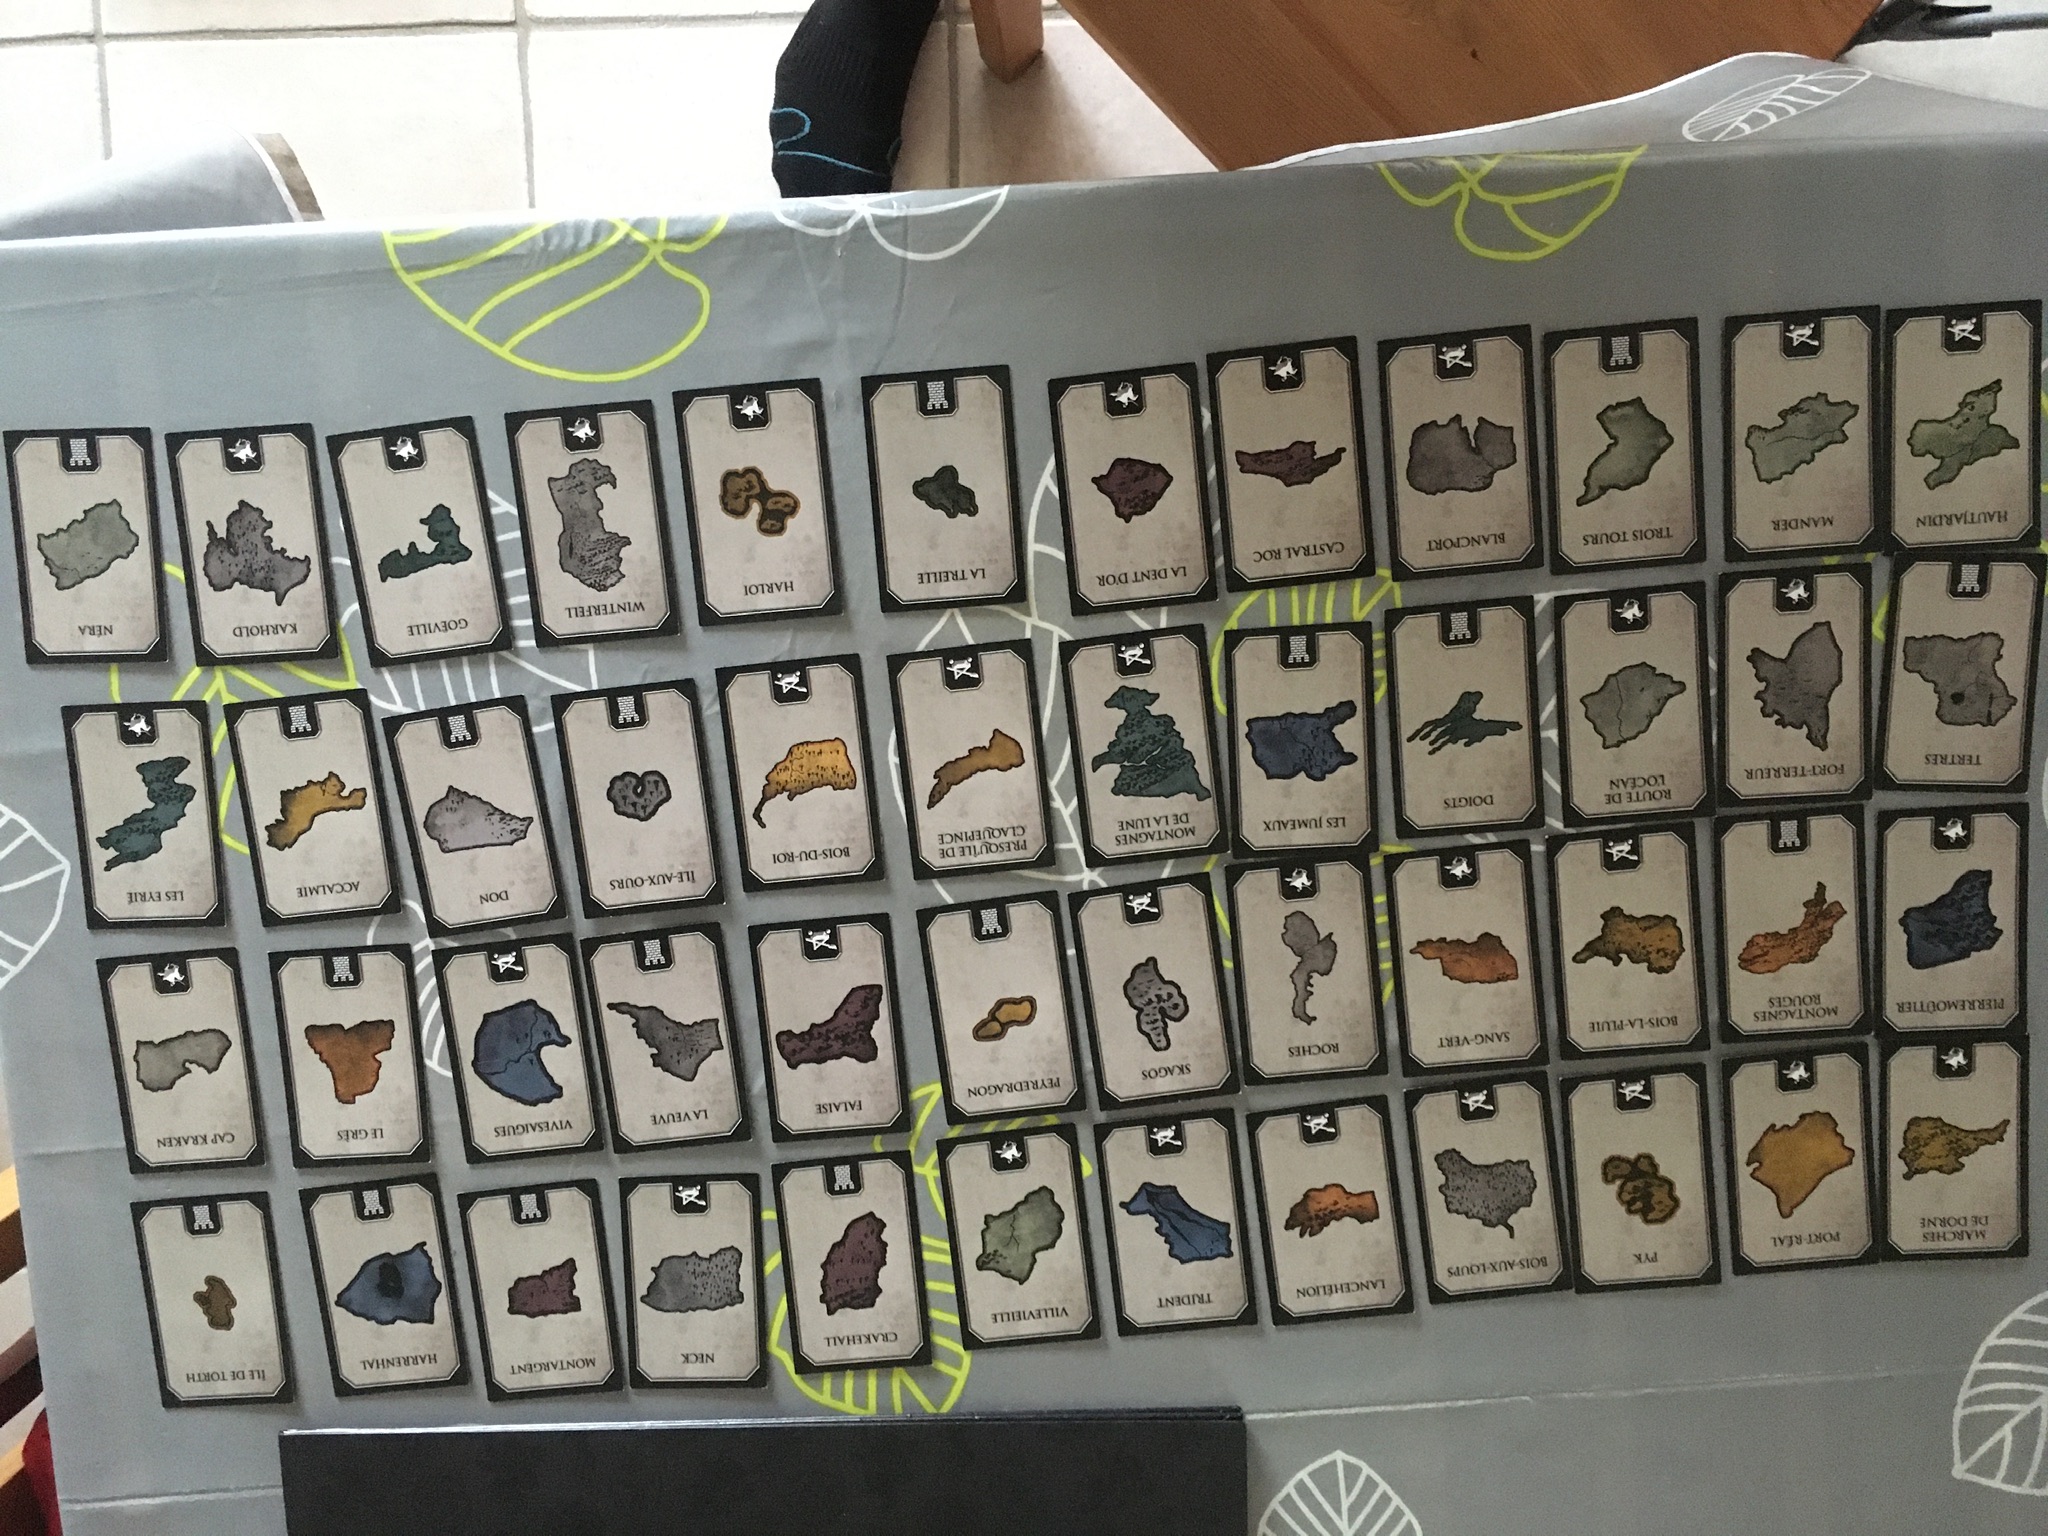 MARCHES
DE DORNE
PORT-RÉAL
PYK
BOIS-AUX-LOUPS
LANCEHÉLION
TRIDENT
VILLEVIEILLE
CRAKEHALL
NECK
MONTARGENT
HARRENHAL
ÎLE DE TORTH
PIERREMOÛTIER
MONTAGNES
ROUGES
BOIS-LA-PLUIE
SANG-VERT
ROCHES
SKAGOS
PEYREDRAGON
FALAISE
LA VEUVE
VIVESAIGUES
LE GRÈS
CAP KRAKEN
TERTRES
FORT-TERREUR
ROUTE DE
L'OCÉAN
DOIGTS
LES JUMEAUX
MONTAGNES
DE LA LUNE
PRESQU'ÎLE DE
CLAQUEPINCE
BOIS-DU-ROI
ÎLE-AUX-OURS
DON
ACCALMIE
LES EYRIÉ
HAUTJARDIN
MANDER
TROIS TOURS
BLANCPORT
CASTRAL ROC
LA DENT D'OR
LA TREILLE
HARLOI
WINTERFELL
GOËVILLE
KARHOLD
NÉRA